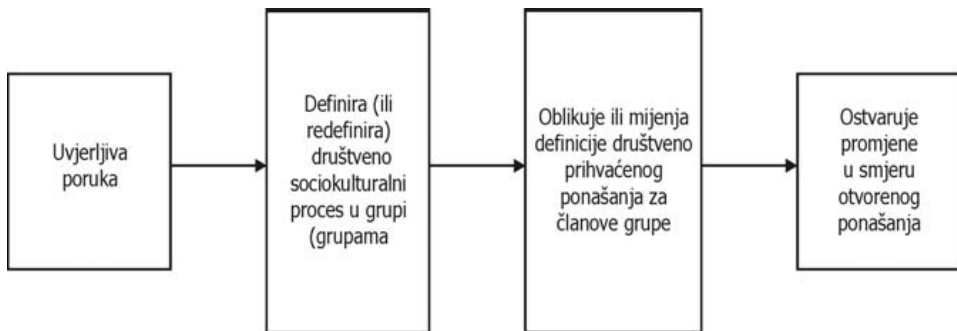 Uvjerljiva
poruka
Definira (ili
redefinira)
društveno
sociokulturalni
proces u grupi
(grupama
Oblikuje ili mijenja
definicije društveno
prihvaćenog
ponašanja za
članove grupe
Ostvaruje
promjene
u smjeru
otvorenog
ponašanja